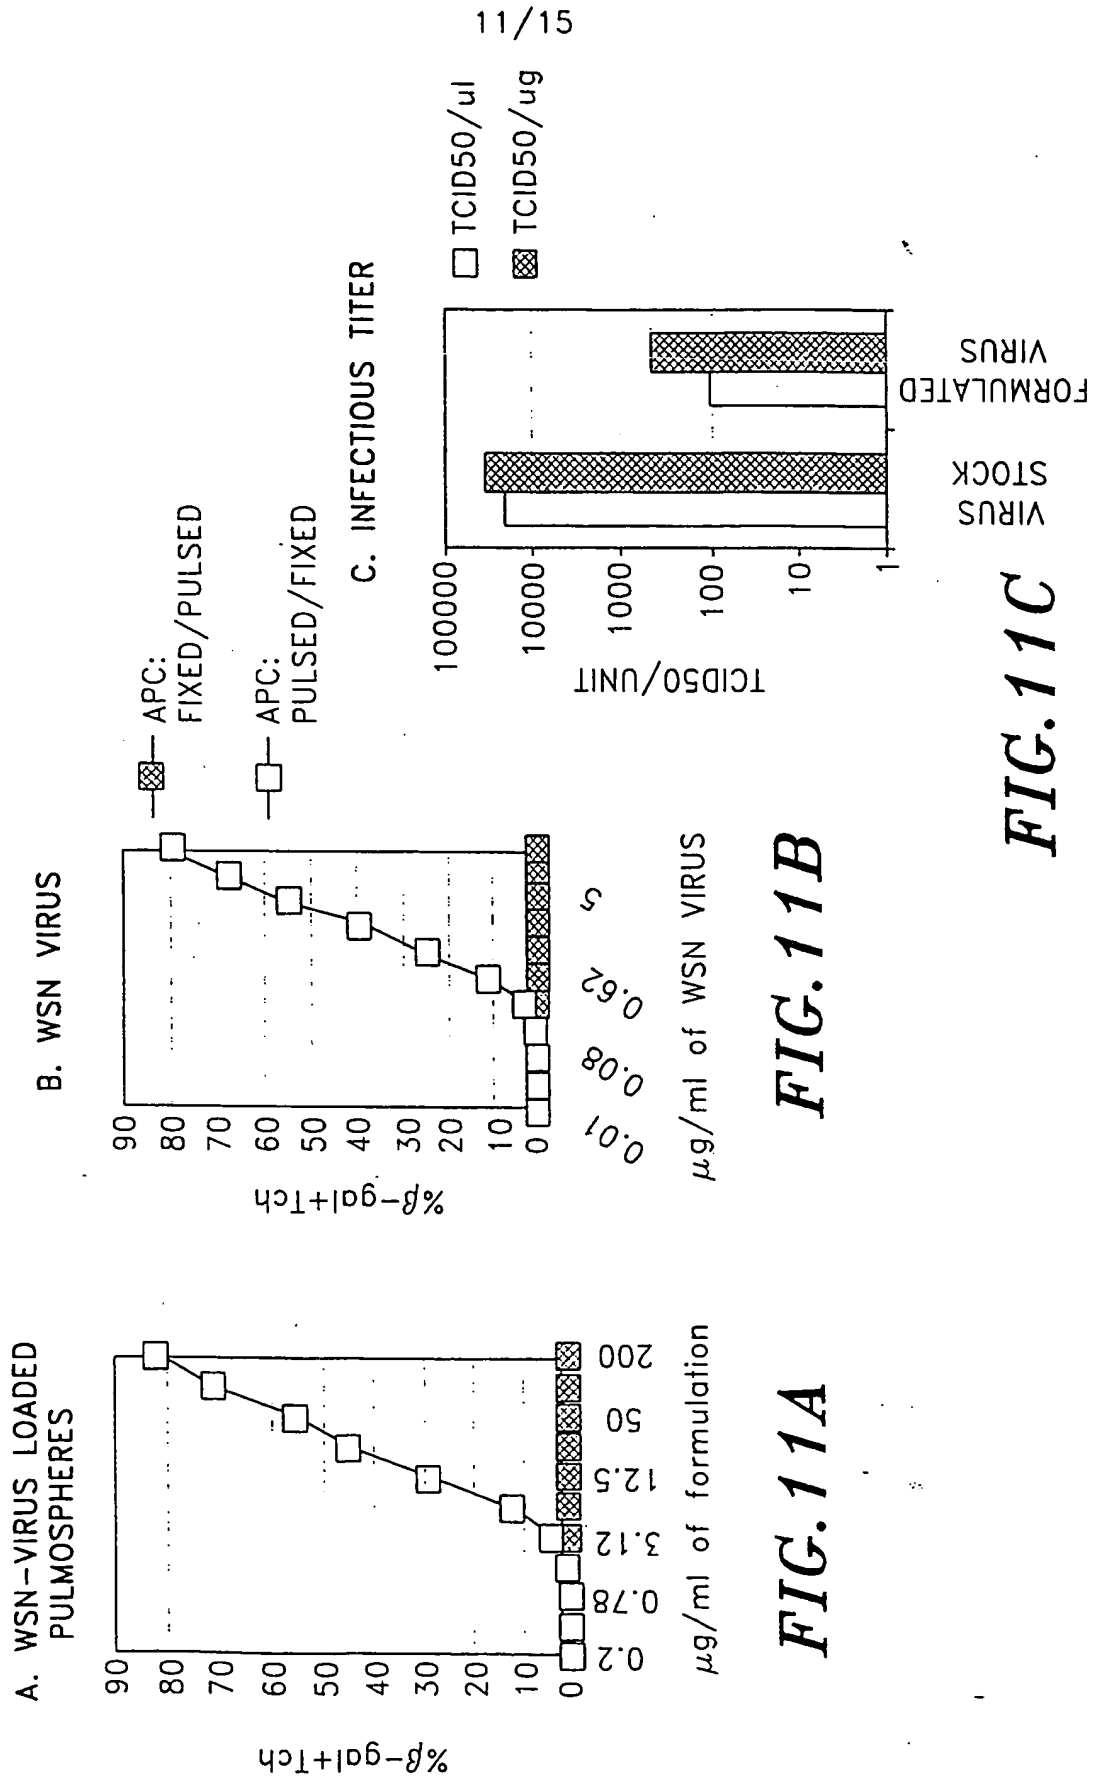 11/15
A. WSN-VIRUS LOADED
PULMOSPHERES
%β-gal+Tch
90
80
70
60
50
40
30
20
10
0
0.2
0.78
3.12
12.5
50
200
µg/ml of formulation
FIG.11A
B. WSN VIRUS
%β-gal+Tch
90
80
70
60
50
40
30
20
10
0
0.01
0.08
0.62
5
µg/ml of WSN VIRUS
APC:
FIXED/PULSED
APC:
PULSED/FIXED
FIG.11B
C. INFECTIOUS TITER
TCID50/UNIT
100000
10000
1000
100
10
1
VIRUS
STOCK
FORMULATED
VIRUS
TCID50/ul
TCID50/ug
FIG.11C